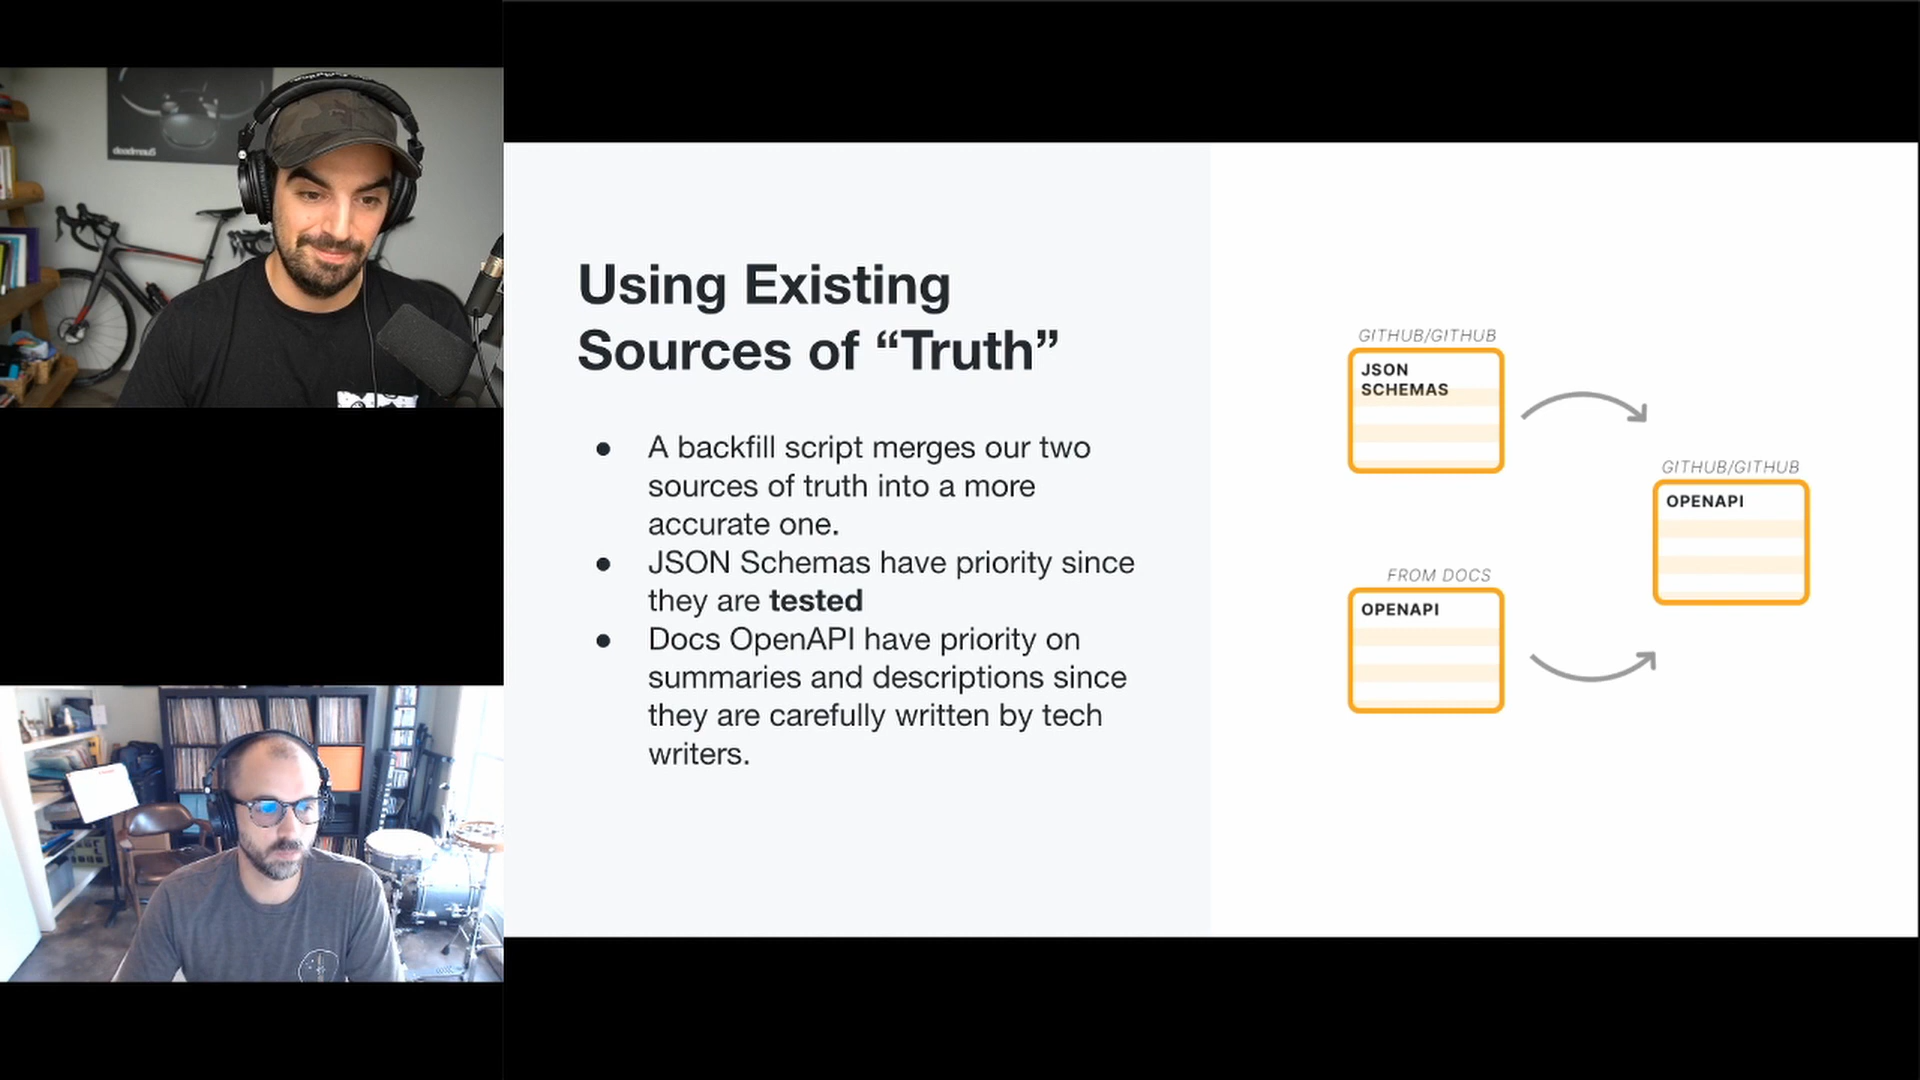 deadmau5
Using Existing
Sources of “Truth”
● A backfill script merges our two
sources of truth into a more
accurate one.
● JSON Schemas have priority since
they are tested
● Docs OpenAPI have priority on
summaries and descriptions since
they are carefully written by tech
writers.
GITHUB/GITHUB
JSON
SCHEMAS
GITHUB/GITHUB
OPENAPI
FROM DOCS
OPENAPI